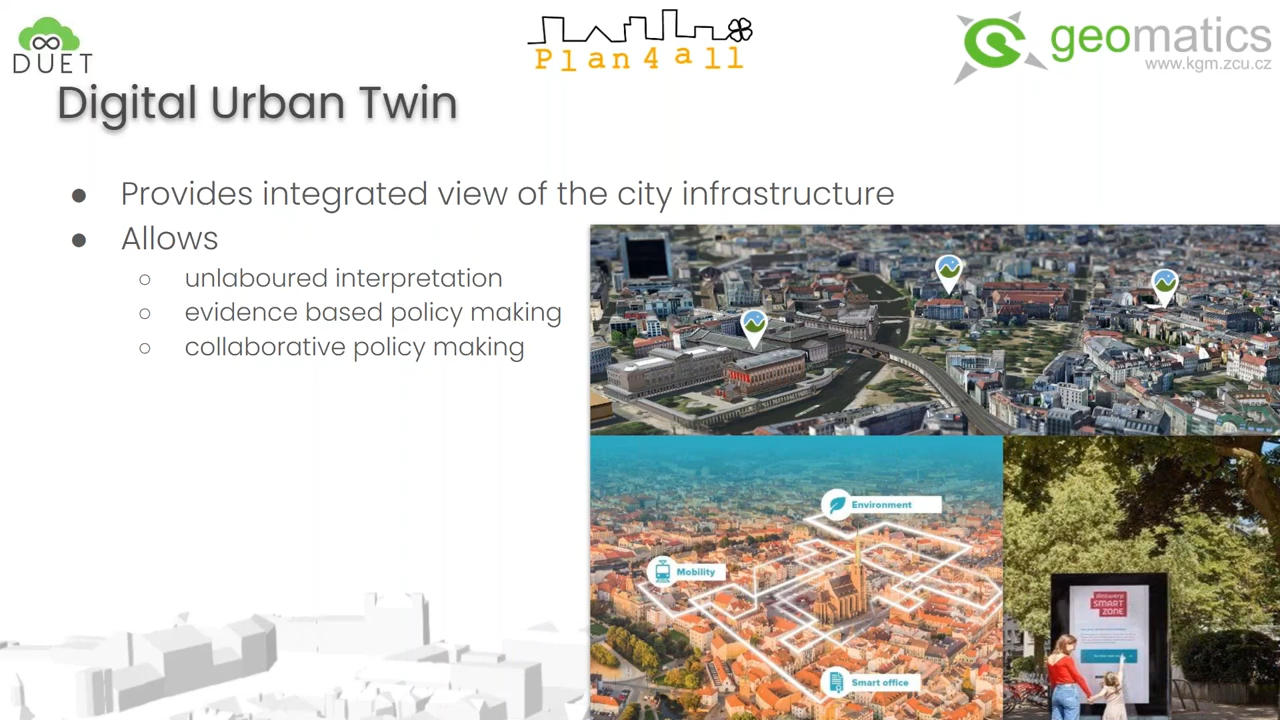 DUET
Plan4all
geomatics
www.kgm.zcu.cz
Digital Urban Twin
● Provides integrated view of the city infrastructure
● Allows
○ unlaboured interpretation
○ evidence based policy making
○ collaborative policy making
Environment
Mobility
Smart office
SMART
ZONE